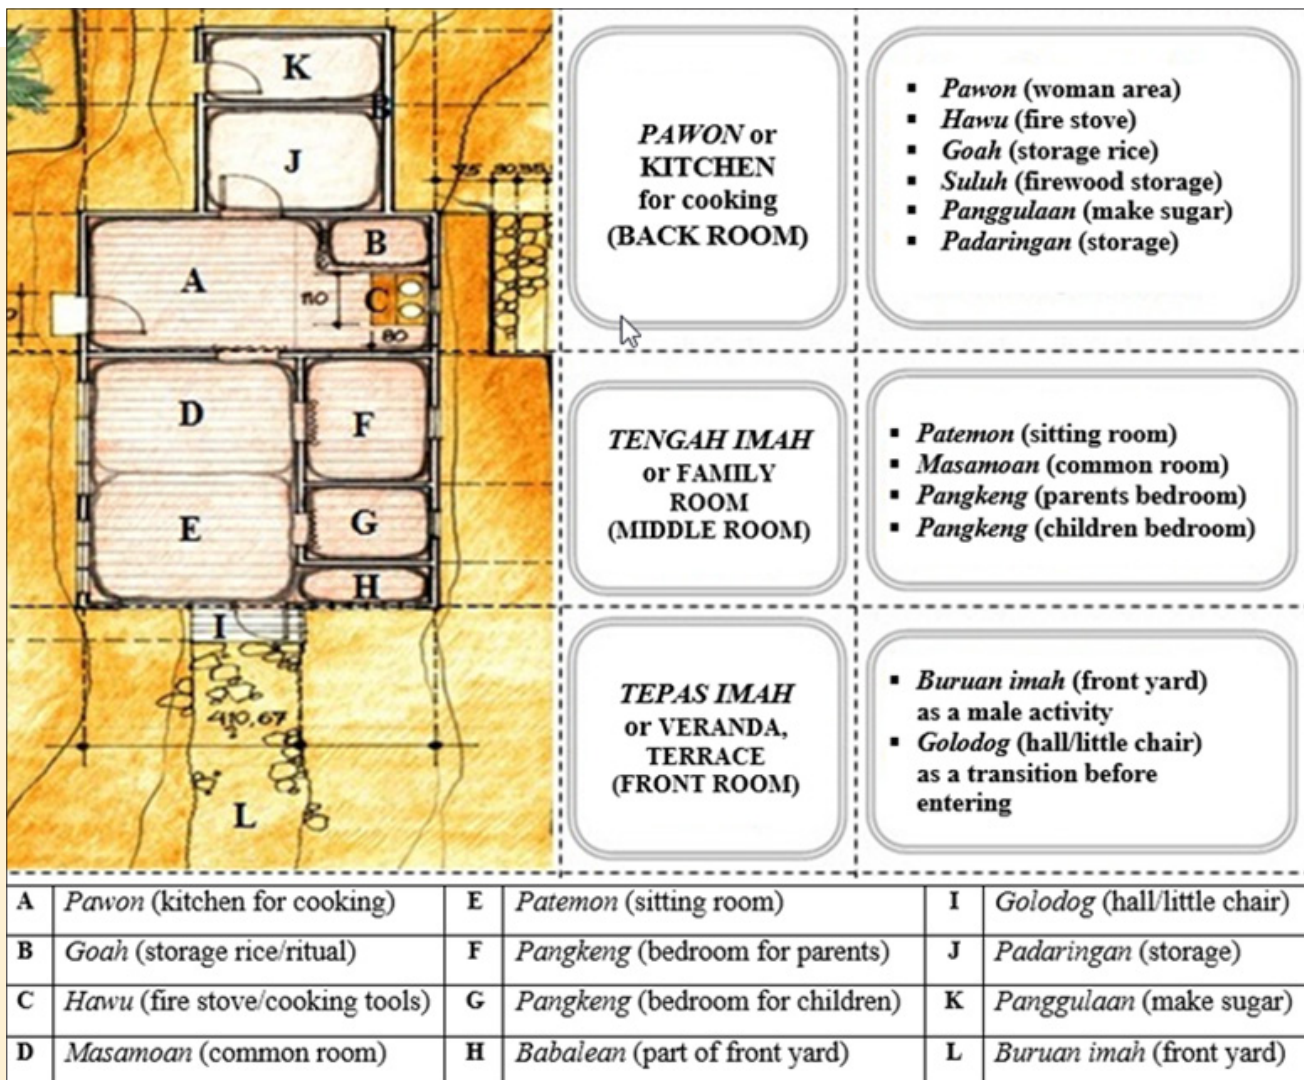 K
B
J
B
A
C
110
80
75
D
F
E
G
H
I
410,67
L
PAWON or
KITCHEN
for cooking
(BACK ROOM)
▪ Pawon (woman area)
▪ Hawu (fire stove)
▪ Goah (storage rice)
▪ Suluh (firewood storage)
▪ Panggulaan (make sugar)
▪ Padaringan (storage)
TENGAH IMAH
or FAMILY
ROOM
(MIDDLE ROOM)
▪ Patemon (sitting room)
▪ Masamoan (common room)
▪ Pangkeng (parents bedroom)
▪ Pangkeng (children bedroom)
TEPAS IMAH
or VERANDA,
TERRACE
(FRONT ROOM)
▪ Buruan imah (front yard)
as a male activity
▪ Golodog (hall/little chair)
as a transition before
entering
A Pawon (kitchen for cooking) E Patemon (sitting room) I Golodog (hall/little chair)
B Goah (storage rice/ritual) F Pangkeng (bedroom for parents) J Padaringan (storage)
C Hawu (fire stove/cooking tools) G Pangkeng (bedroom for children) K Panggulaan (make sugar)
D Masamoan (common room) H Babalean (part of front yard) L Buruan imah (front yard)